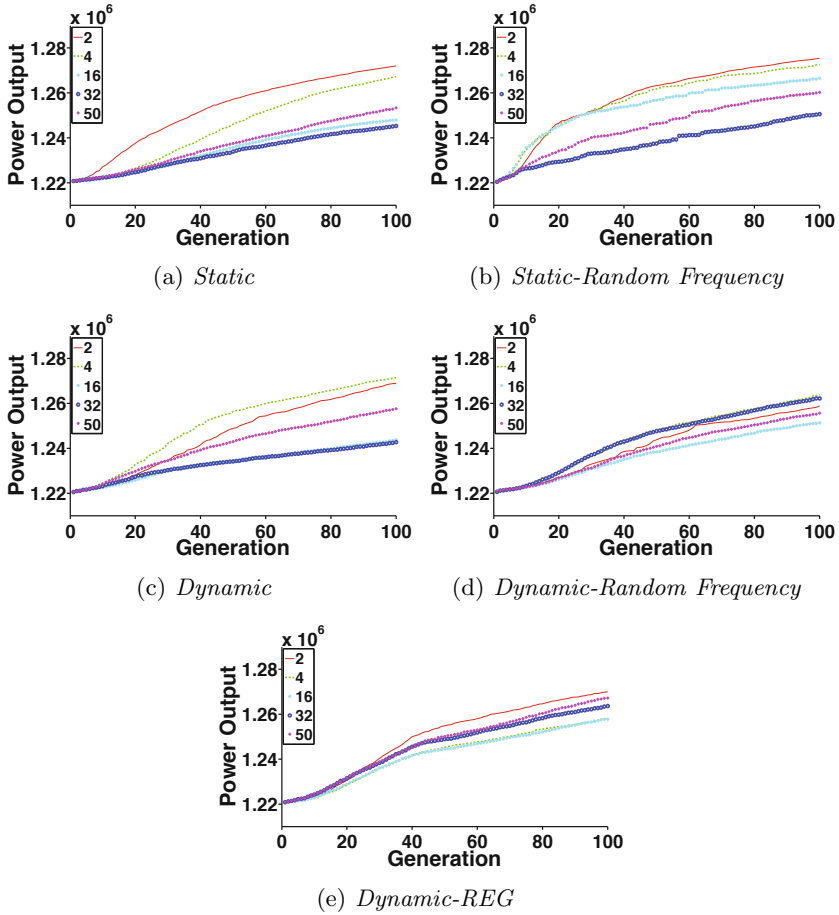 x 10^6
Power Output
1.28
1.26
1.24
1.22
2
4
16
32
50
0 20 40 60 80 100
Generation
(a) Static
x 10^6
Power Output
1.28
1.26
1.24
1.22
2
4
16
32
50
0 20 40 60 80 100
Generation
(b) Static-Random Frequency
x 10^6
Power Output
1.28
1.26
1.24
1.22
2
4
16
32
50
0 20 40 60 80 100
Generation
(c) Dynamic
x 10^6
Power Output
1.28
1.26
1.24
1.22
2
4
16
32
50
0 20 40 60 80 100
Generation
(d) Dynamic-Random Frequency
x 10^6
Power Output
1.28
1.26
1.24
1.22
2
4
16
32
50
0 20 40 60 80 100
Generation
(e) Dynamic-REG